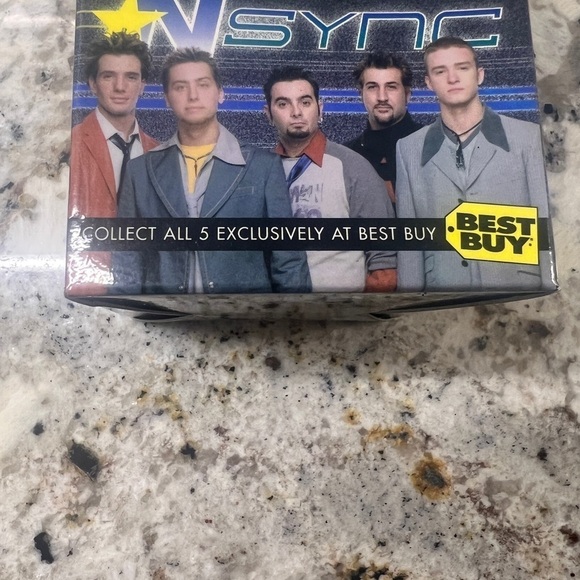 NSYNC
COLLECT ALL 5 EXCLUSIVELY AT BEST BUY
BEST
BUY